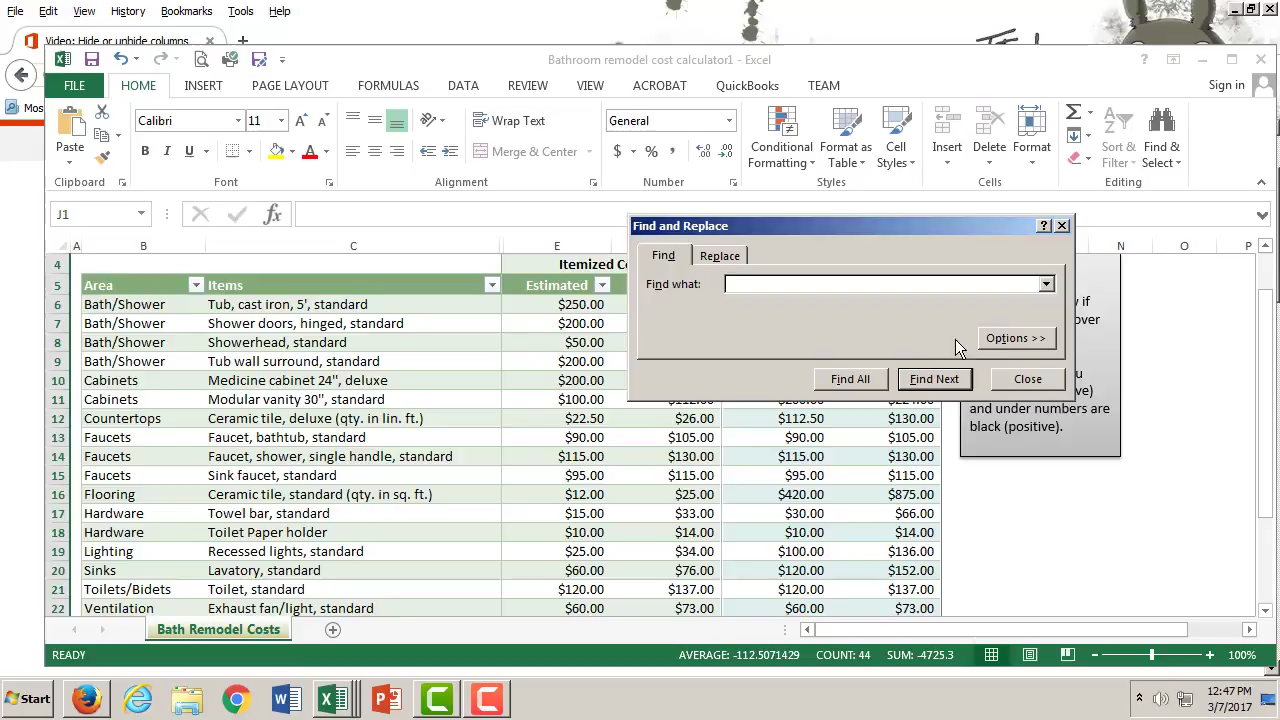 File Edit View History Bookmarks Tools Help
Video: Hide or unhide columns
Bathroom remodel cost calculator1 - Excel
FILE HOME INSERT PAGE LAYOUT FORMULAS DATA REVIEW VIEW ACROBAT QuickBooks TEAM Sign in
Mos
Paste
Calibri 11
Wrap Text
General
Conditional Formatting
Format as Table
Cell Styles
Insert
Delete
Format
Sort & Filter
Find & Select
B I U A
Merge & Center
$ % ,
Clipboard Font Alignment Number Styles Cells Editing
J1
fx
Find and Replace
Find Replace
Find what:
Options >>
Find All Find Next Close
A B C E N O P
4 Itemized C
5 Area Items Estimated
6 Bath/Shower Tub, cast iron, 5', standard $250.00
7 Bath/Shower Shower doors, hinged, standard $200.00
8 Bath/Shower Showerhead, standard $50.00
9 Bath/Shower Tub wall surround, standard $200.00
10 Cabinets Medicine cabinet 24", deluxe $200.00
11 Cabinets Modular vanity 30", standard $100.00
12 Countertops Ceramic tile, deluxe (qty. in lin. ft.) $22.50 $26.00 $112.50 $130.00
13 Faucets Faucet, bathtub, standard $90.00 $105.00 $90.00 $105.00
14 Faucets Faucet, shower, single handle, standard $115.00 $130.00 $115.00 $130.00
15 Faucets Sink faucet, standard $95.00 $115.00 $95.00 $115.00
16 Flooring Ceramic tile, standard (qty. in sq. ft.) $12.00 $25.00 $420.00 $875.00
17 Hardware Towel bar, standard $15.00 $33.00 $30.00 $66.00
18 Hardware Toilet Paper holder $10.00 $14.00 $10.00 $14.00
19 Lighting Recessed lights, standard $25.00 $34.00 $100.00 $136.00
20 Sinks Lavatory, standard $60.00 $76.00 $120.00 $152.00
21 Toilets/Bidets Toilet, standard $120.00 $137.00 $120.00 $137.00
22 Ventilation Exhaust fan/light, standard $60.00 $73.00 $60.00 $73.00
if
over
and under numbers are
black (positive).
Bath Remodel Costs
READY AVERAGE: -112.5071429 COUNT: 44 SUM: -4725.3 100%
Start 12:47 PM
3/7/2017